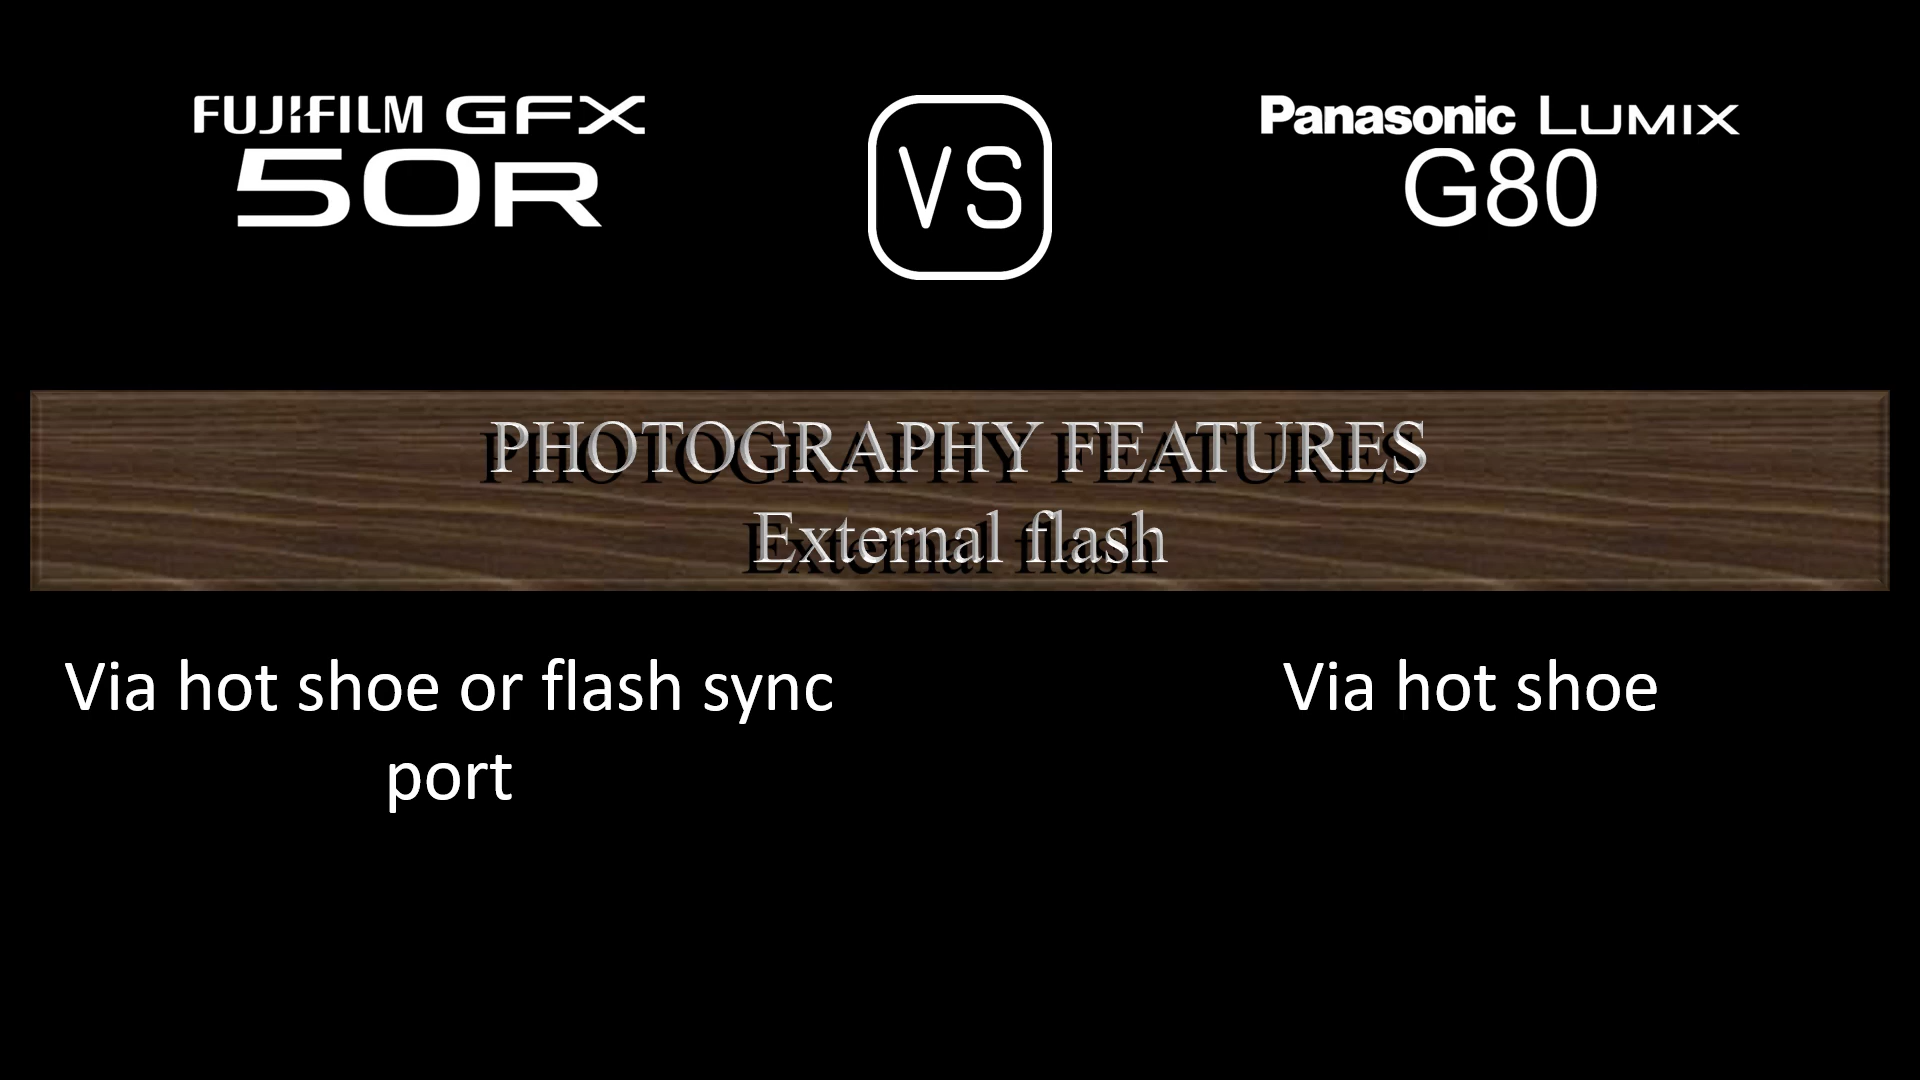 FUJIFILM GFX
50R
VS
Panasonic LUMIX
G80
PHOTOGRAPHY FEATURES
External flash
Via hot shoe or flash sync
port
Via hot shoe